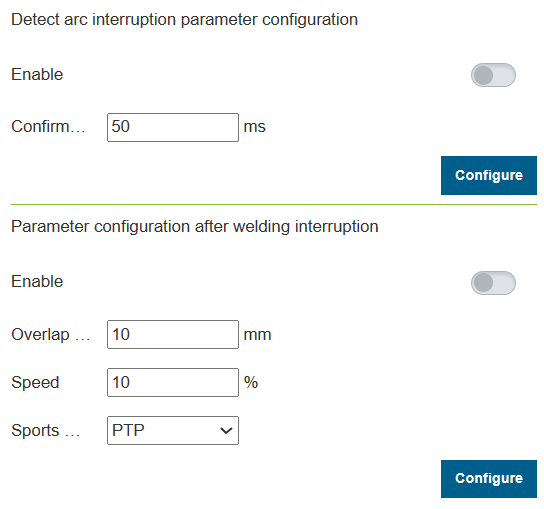 Detect arc interruption parameter configuration
Enable
Confirm... 50 ms
Configure
Parameter configuration after welding interruption
Enable
Overlap ... 10 mm
Speed 10 %
Sports ... PTP
Configure